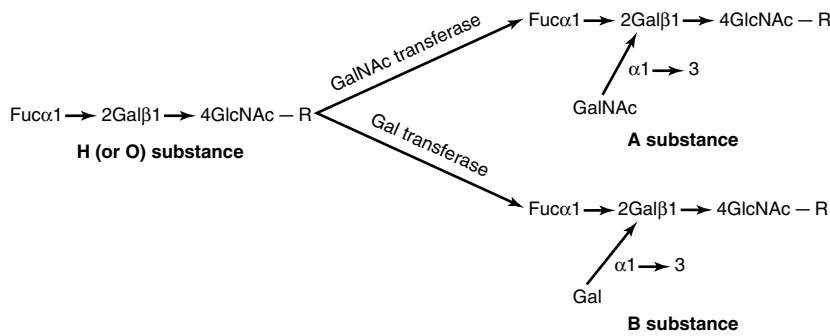 Fucα1→2Galβ1→4GlcNAc – R
H (or O) substance
GalNAc transferase
Gal transferase
Fucα1→2Galβ1→4GlcNAc – R
α1→3
GalNAc
A substance
Fucα1→2Galβ1→4GlcNAc – R
α1→3
Gal
B substance